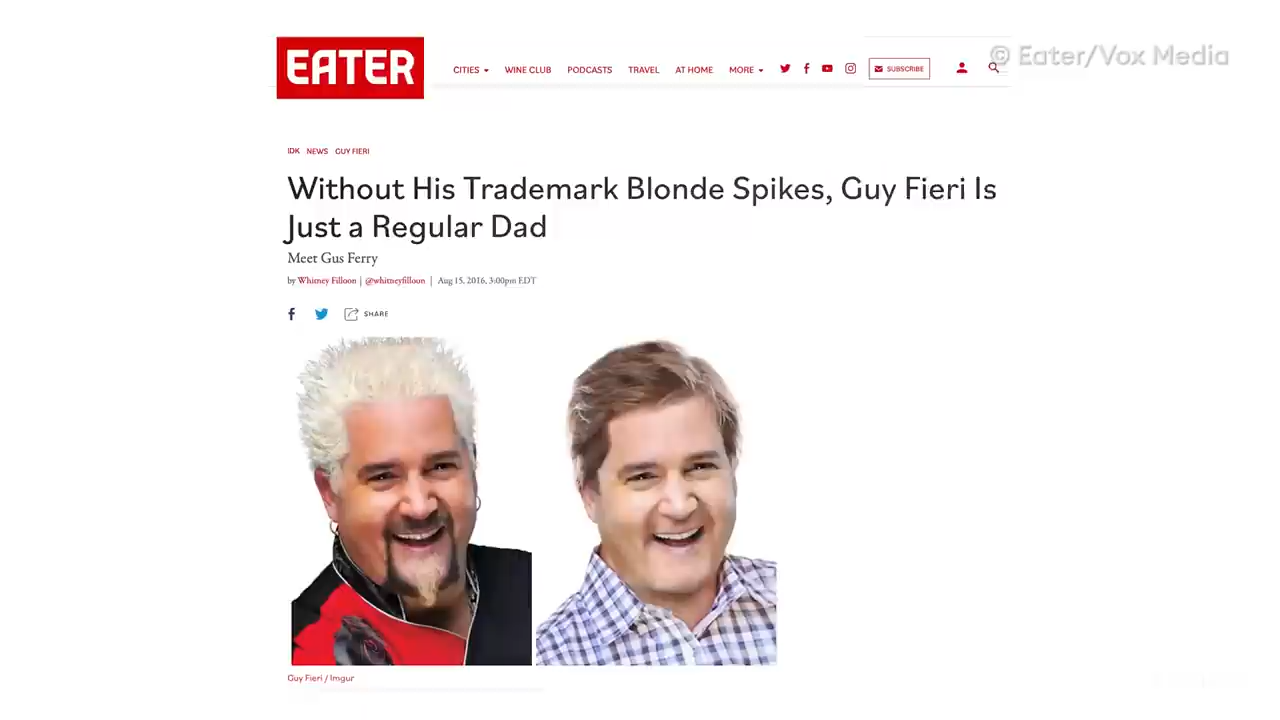 EATER
CITIES WINE CLUB PODCASTS TRAVEL AT HOME MORE SUBSCRIBE
© Eater/Vox Media
IDK NEWS GUY FIERI
Without His Trademark Blonde Spikes, Guy Fieri Is
Just a Regular Dad
Meet Gus Ferry
by Whitney Filloon | @whitneyfilloun | Aug 15, 2016, 3:00pm EDT
SHARE
Guy Fieri / Imgur